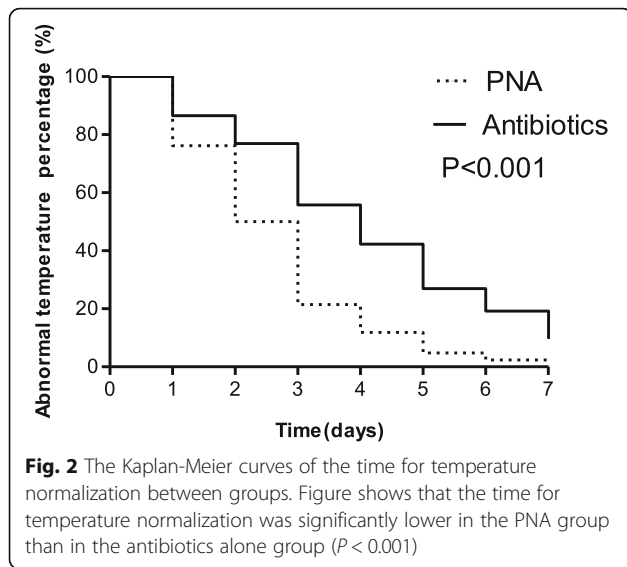 Abnormal temperature percentage (%)
100
80
60
40
20
0
PNA
Antibiotics
P<0.001
0 1 2 3 4 5 6 7
Time(days)
Fig. 2 The Kaplan-Meier curves of the time for temperature
normalization between groups. Figure shows that the time for
temperature normalization was significantly lower in the PNA group
than in the antibiotics alone group (P < 0.001)